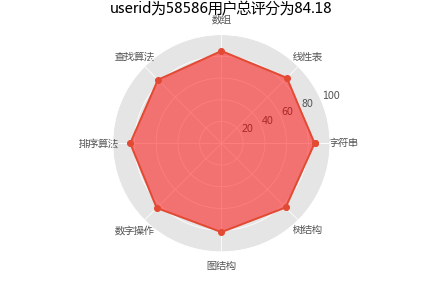 userid为58586用户总评分为84.18
数组
查找算法
线性表
100
80
60
40
20
排序算法
字符串
数字操作
树结构
图结构